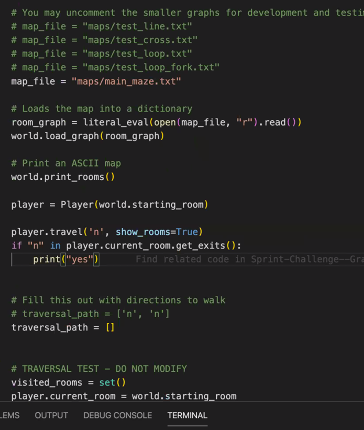 # You may uncomment the smaller graphs for development and testi
# map_file = "maps/test_line.txt"
# map_file = "maps/test_cross.txt"
# map_file = "maps/test_loop.txt"
# map_file = "maps/test_loop_fork.txt"
map_file = "maps/main_maze.txt"
# Loads the map into a dictionary
room_graph = literal_eval(open(map_file, "r").read())
world.load_graph(room_graph)
# Print an ASCII map
world.print_rooms()
player = Player(world.starting_room)
player.travel('n', show_rooms=True)
if "n" in player.current_room.get_exits():
print("yes") Find related code in Sprint-Challenge--Gra
# Fill this out with directions to walk
# traversal_path = ['n', 'n']
traversal_path = []
# TRAVERSAL TEST - DO NOT MODIFY
visited_rooms = set()
player.current_room = world.starting_room
LEMS OUTPUT DEBUG CONSOLE TERMINAL